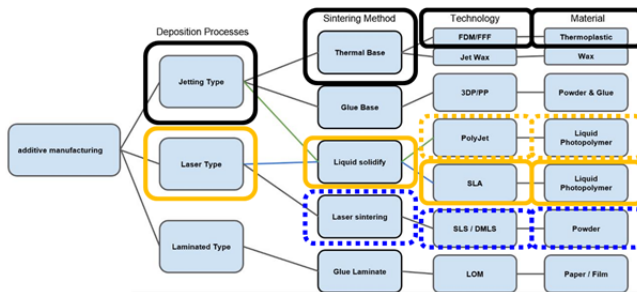 Deposition Processes
Sintering Method
Technology
Material
additive manufacturing
Jetting Type
Laser Type
Laminated Type
Thermal Base
Glue Base
Liquid solidify
Laser sintering
Glue Laminate
FDM/FFF
Thermoplastic
Jet Wax
Wax
3DP/PP
Powder & Glue
PolyJet
Liquid
Photopolymer
SLA
Liquid
Photopolymer
SLS / DMLS
Powder
LOM
Paper / Film